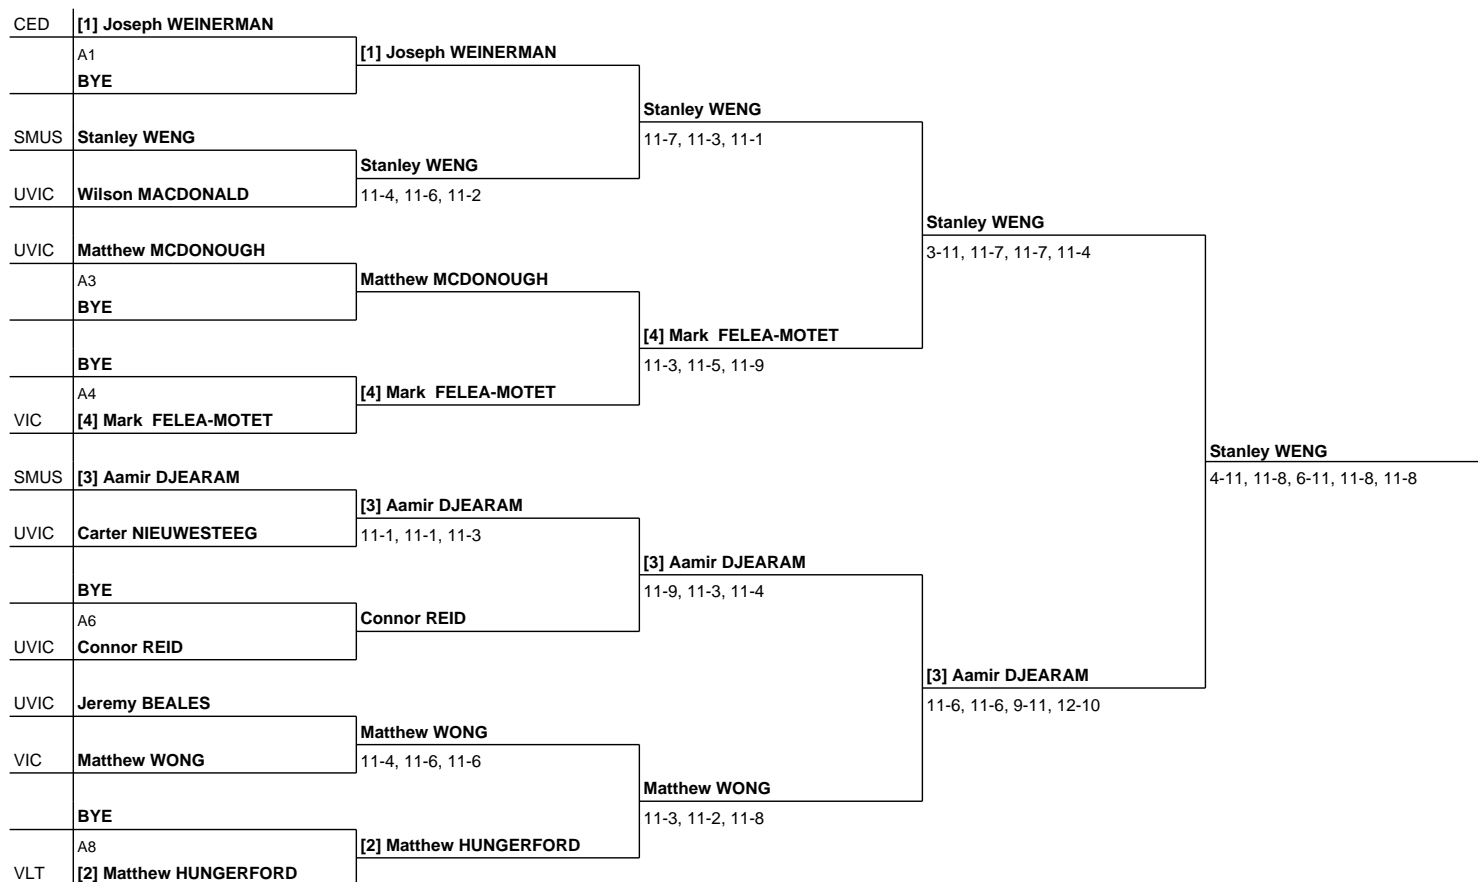 CED [1] Joseph WEINERMAN
A1 [1] Joseph WEINERMAN
BYE
Stanley WENG
SMUS Stanley WENG 11-7, 11-3, 11-1
Stanley WENG
UVIC Wilson MACDONALD 11-4, 11-6, 11-2
Stanley WENG
UVIC Matthew MCDONOUGH 3-11, 11-7, 11-7, 11-4
A3 Matthew MCDONOUGH
BYE
[4] Mark FELEA-MOTET
BYE 11-3, 11-5, 11-9
A4 [4] Mark FELEA-MOTET
VIC [4] Mark FELEA-MOTET
Stanley WENG
SMUS [3] Aamir DJEARAM 4-11, 11-8, 6-11, 11-8, 11-8
[3] Aamir DJEARAM
UVIC Carter NIEUWESTEEG 11-1, 11-1, 11-3
[3] Aamir DJEARAM
BYE 11-9, 11-3, 11-4
A6 Connor REID
UVIC Connor REID
[3] Aamir DJEARAM
UVIC Jeremy BEALES 11-6, 11-6, 9-11, 12-10
Matthew WONG
VIC Matthew WONG 11-4, 11-6, 11-6
Matthew WONG
BYE 11-3, 11-2, 11-8
A8 [2] Matthew HUNGERFORD
VLT [2] Matthew HUNGERFORD